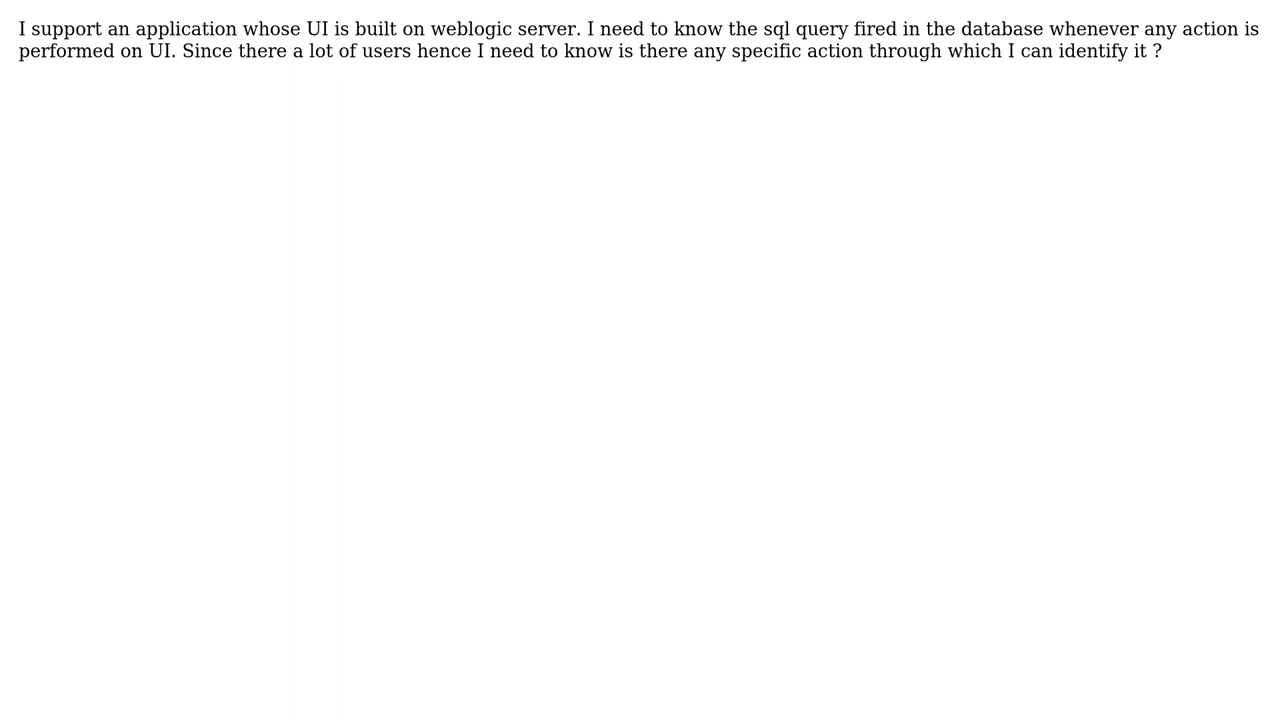 I support an application whose UI is built on weblogic server. I need to know the sql query fired in the database whenever any action is
performed on UI. Since there a lot of users hence I need to know is there any specific action through which I can identify it ?